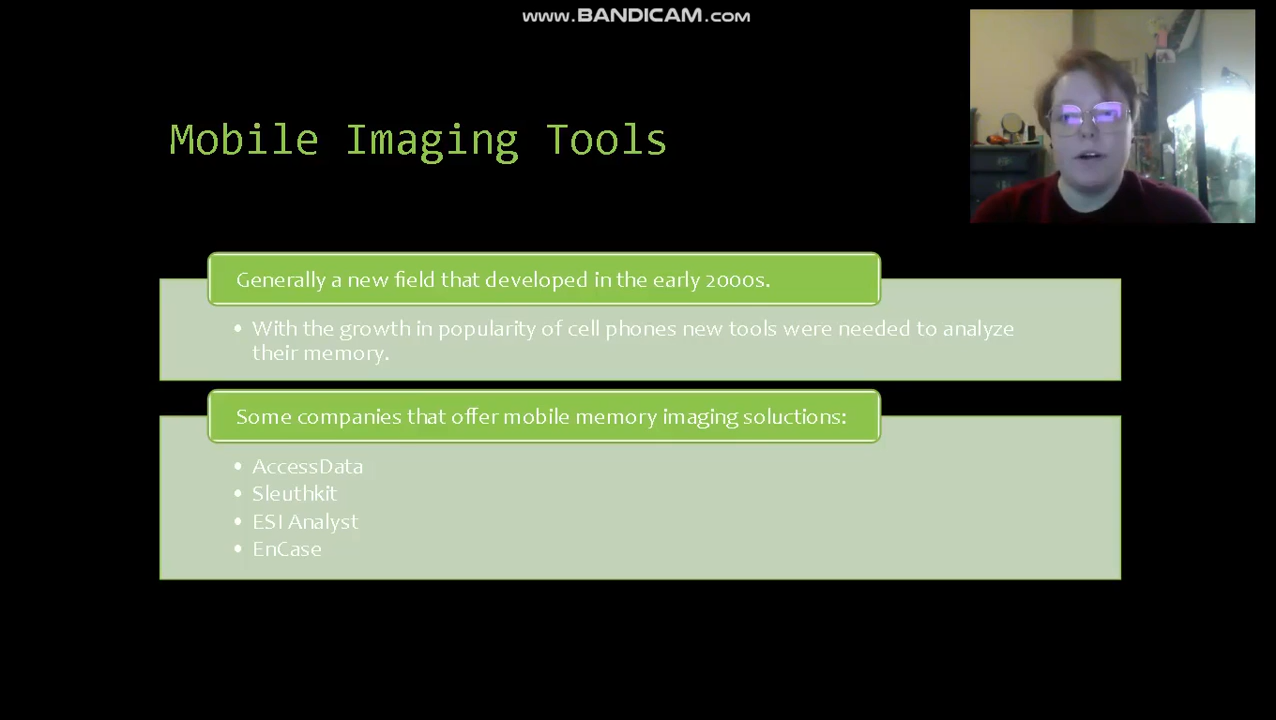 www.BANDICAM.com
Mobile Imaging Tools
Generally a new field that developed in the early 2000s.
• With the growth in popularity of cell phones new tools were needed to analyze
their memory.
Some companies that offer mobile memory imaging soluctions:
• AccessData
• Sleuthkit
• ESI Analyst
• EnCase